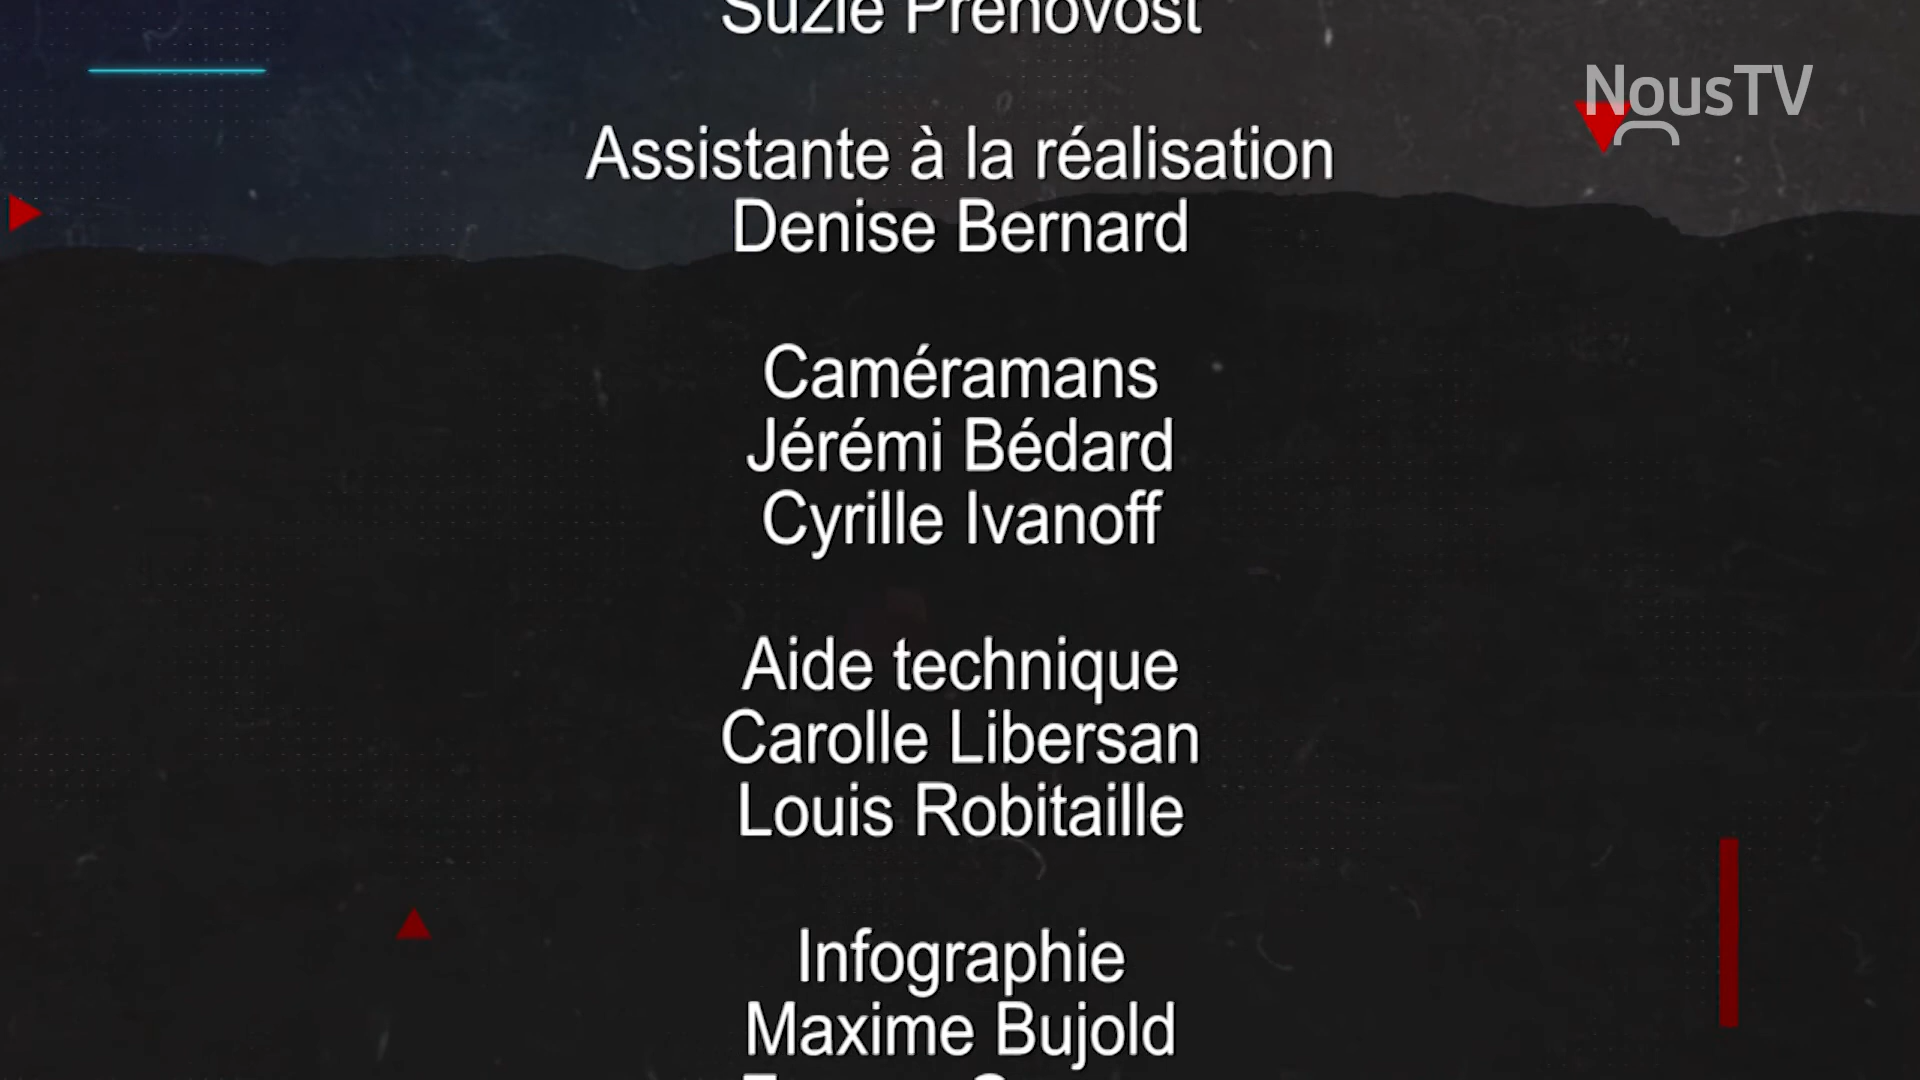 Suzie Prénovost
NousTV
Assistante à la réalisation
Denise Bernard
Caméramans
Jérémi Bédard
Cyrille Ivanoff
Aide technique
Carolle Libersan
Louis Robitaille
Infographie
Maxime Bujold